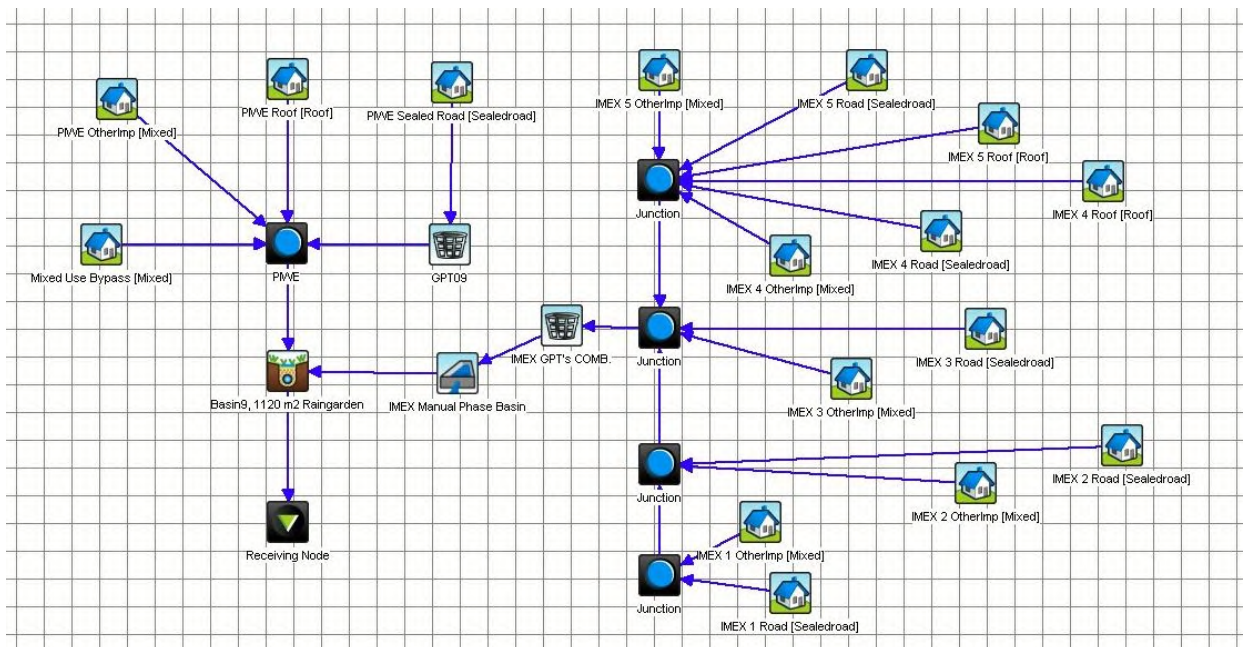 IMEX 5 OtherImp [Mixed]
IMEX 5 Road [Sealedroad]
PWE Roof [Roof]
PWE Sealed Road [Sealedroad]
PWE OtherImp [Mixed]
IMEX 5 Roof [Roof]
Junction
IMEX 4 Roof [Roof]
IMEX 4 Road [Sealedroad]
Mixed Use Bypass [Mixed]
PWE
GPT09
IMEX 4 OtherImp [Mixed]
IMEX GPT's COMB.
Junction
IMEX 3 Road [Sealedroad]
Basin9, 1120 m2 Raingarden
IMEX Manual Phase Basin
IMEX 3 OtherImp [Mixed]
IMEX 2 Road [Sealedroad]
Junction
IMEX 2 OtherImp [Mixed]
Receiving Node
IMEX 1 OtherImp [Mixed]
Junction
IMEX 1 Road [Sealedroad]